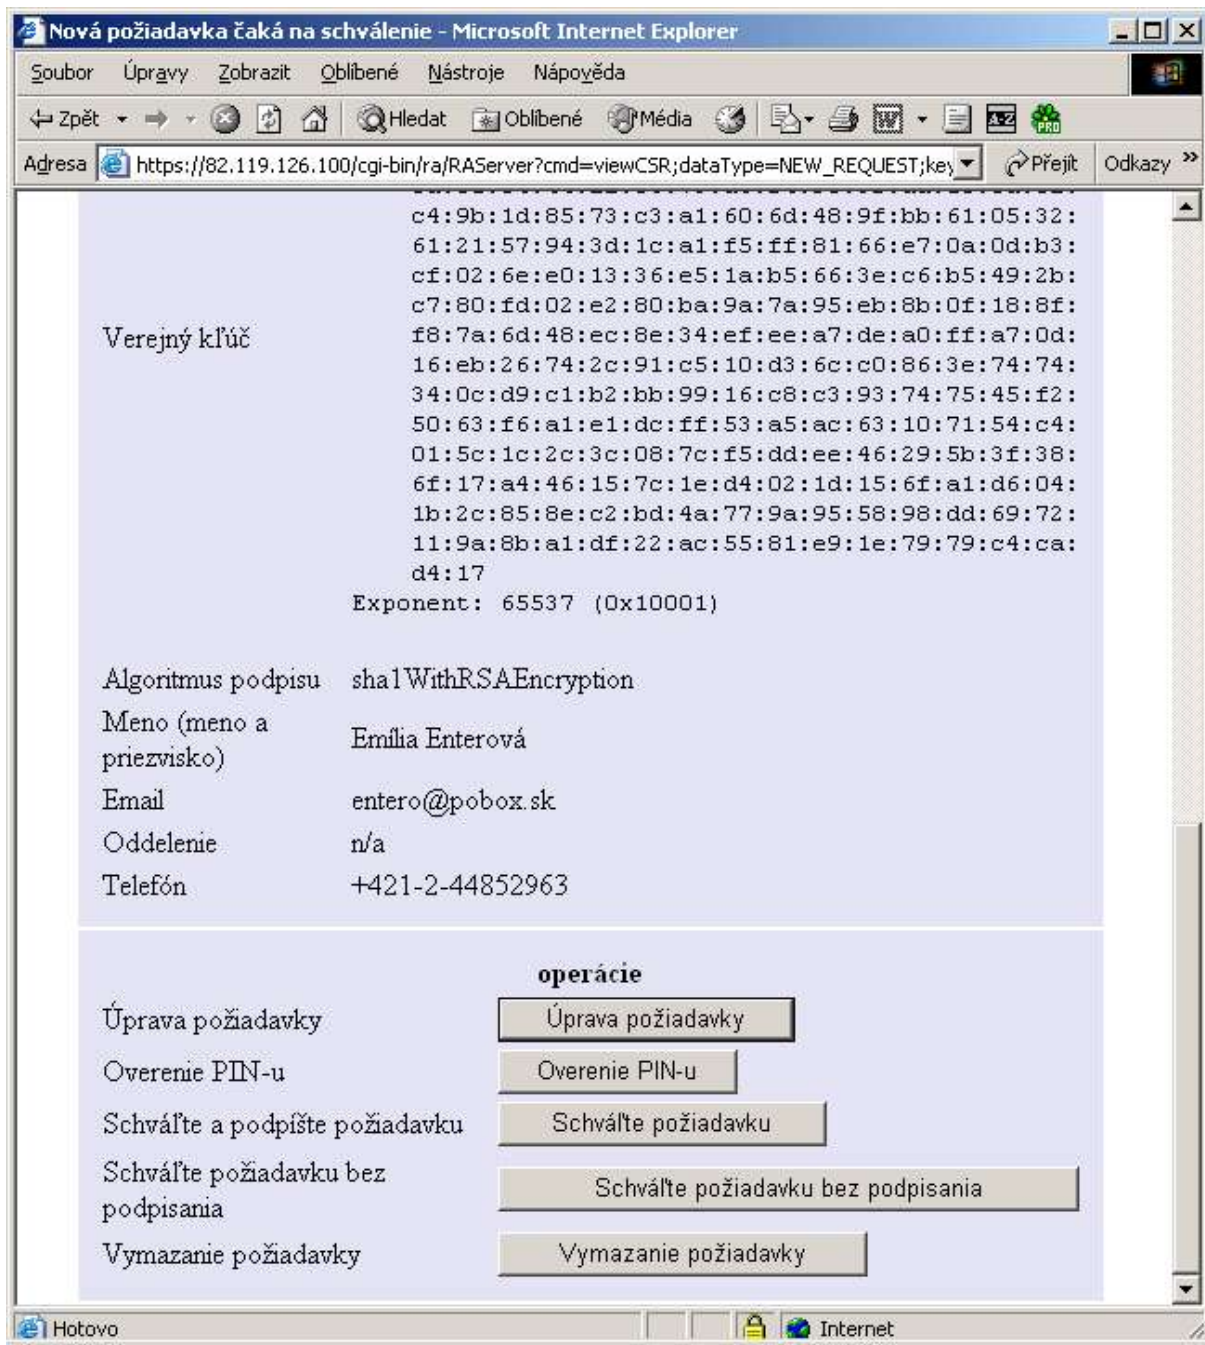 Nová požiadavka čaká na schválenie - Microsoft Internet Explorer
Soubor Úpravy Zobrazit Oblíbené Nástroje Nápověda
Zpět Hledat Oblíbené Média
Adresa https://82.119.126.100/cgi-bin/ra/RAServer?cmd=viewCSR;dataType=NEW_REQUEST;key Přejít Odkazy »
c4:9b:1d:85:73:c3:a1:60:6d:48:9f:bb:61:05:32:
61:21:57:94:3d:1c:a1:f5:ff:81:66:e7:0a:0d:b3:
cf:02:6e:e0:13:36:e5:1a:b5:66:3e:c6:b5:49:2b:
c7:80:fd:02:e2:80:ba:9a:7a:95:eb:8b:0f:18:8f:
Verejný kľúč f8:7a:6d:48:ec:8e:34:ef:ee:a7:de:a0:ff:a7:0d:
16:eb:26:74:2c:91:c5:10:d3:6c:c0:86:3e:74:74:
34:0c:d9:c1:b2:bb:99:16:c8:c3:93:74:75:45:f2:
50:63:f6:a1:e1:dc:ff:53:a5:ac:63:10:71:54:c4:
01:5c:1c:2c:3c:08:7c:f5:dd:ee:46:29:5b:3f:38:
6f:17:a4:46:15:7c:1e:d4:02:1d:15:6f:a1:d6:04:
1b:2c:85:8e:c2:bd:4a:77:9a:95:58:98:dd:69:72:
11:9a:8b:a1:df:22:ac:55:81:e9:1e:79:79:c4:ca:
d4:17
Exponent: 65537 (0x10001)
Algoritmus podpisu sha1WithRSAEncryption
Meno (meno a
priezvisko) Emília Enterová
Email entero@pobox.sk
Oddelenie n/a
Telefón +421-2-44852963
operácie
Úprava požiadavky Úprava požiadavky
Overenie PIN-u Overenie PIN-u
Schváľte a podpíšte požiadavku Schváľte požiadavku
Schváľte požiadavku bez
podpisania Schváľte požiadavku bez podpisania
Vymazanie požiadavky Vymazanie požiadavky
Hotovo Internet